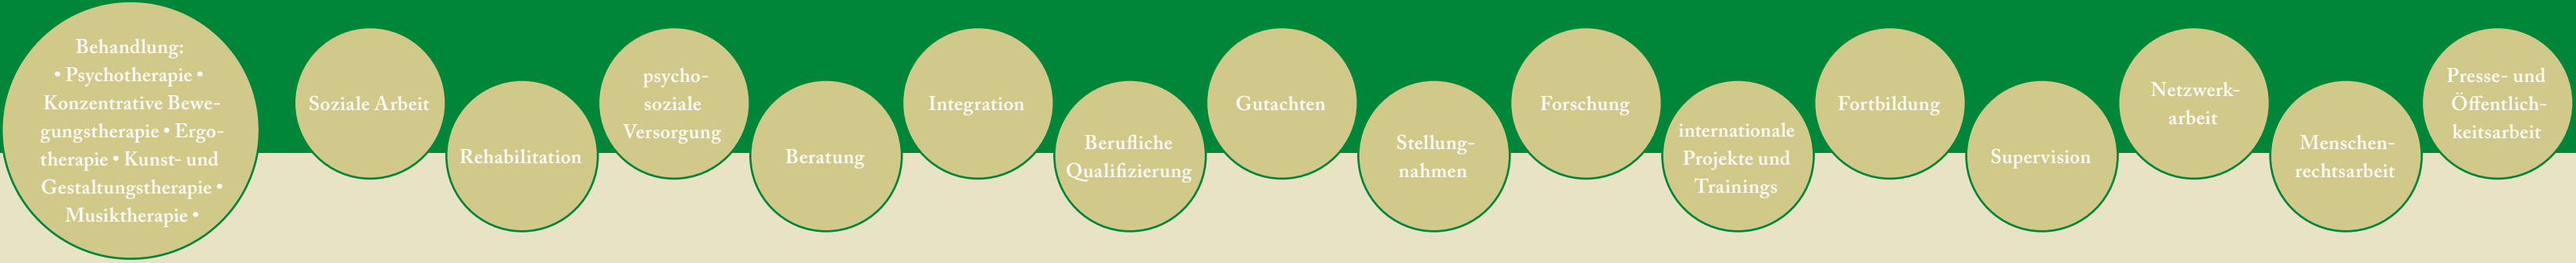 Behandlung:
• Psychotherapie •
Konzentrative Bewe-
gungstherapie • Ergo-
therapie • Kunst- und
Gestaltungstherapie •
Musiktherapie •
Soziale Arbeit
Rehabilitation
psycho-
soziale
Versorgung
Beratung
Integration
Berufliche
Qualifizierung
Gutachten
Stellung-
nahmen
Forschung
internationale
Projekte und
Trainings
Fortbildung
Supervision
Netzwerk-
arbeit
Menschen-
rechtsarbeit
Presse- und
Öffentlich-
keitsarbeit